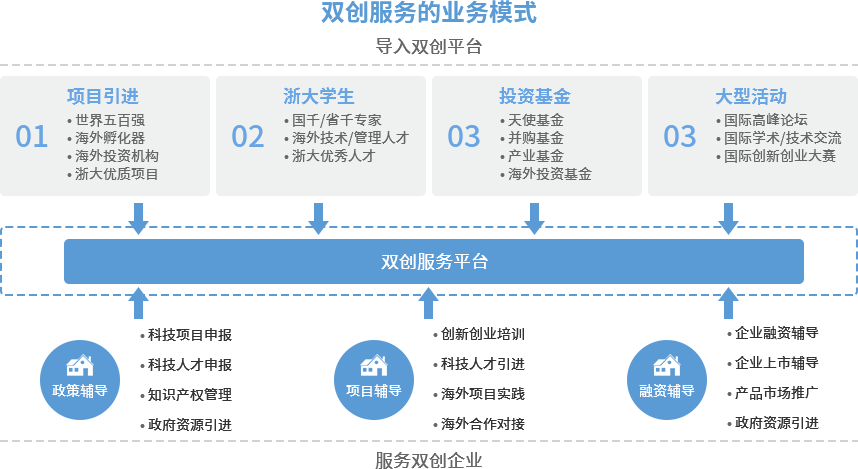 双创服务的业务模式
导入双创平台
01
项目引进
• 世界五百强
• 海外孵化器
• 海外投资机构
• 浙大优质项目
02
浙大学生
• 国千/省千专家
• 海外技术/管理人才
• 浙大优秀人才
03
投资基金
• 天使基金
• 并购基金
• 产业基金
• 海外投资基金
03
大型活动
• 国际高峰论坛
• 国际学术/技术交流
• 国际创新创业大赛
双创服务平台
政策辅导
• 科技项目申报
• 科技人才申报
• 知识产权管理
• 政府资源引进
项目辅导
• 创新创业培训
• 科技人才引进
• 海外项目实践
• 海外合作对接
融资辅导
• 企业融资辅导
• 企业上市辅导
• 产品市场推广
• 政府资源引进
服务双创企业